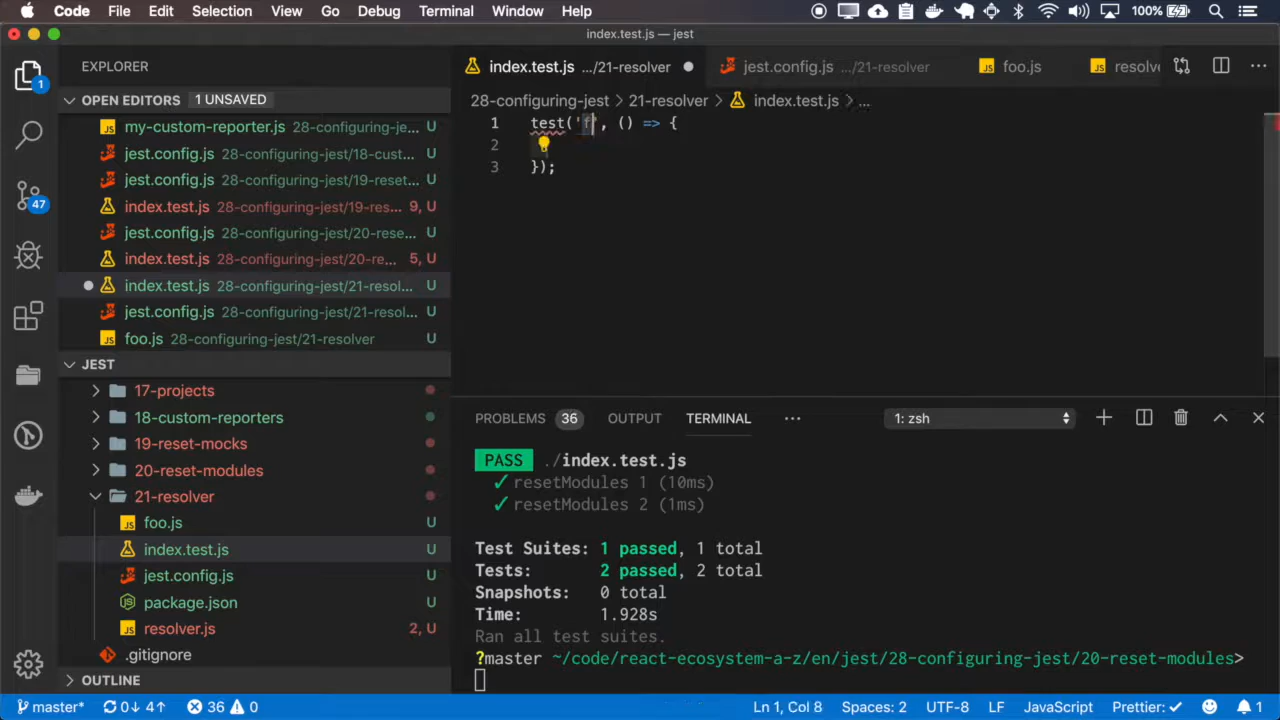 Code File Edit Selection View Go Debug Terminal Window Help 100%
index.test.js — jest
EXPLORER
OPEN EDITORS 1 UNSAVED
my-custom-reporter.js 28-configuring-je... U
jest.config.js 28-configuring-jest/18-cust... U
jest.config.js 28-configuring-jest/19-reset... U
index.test.js 28-configuring-jest/19-res... 9, U
jest.config.js 28-configuring-jest/20-rese... U
index.test.js 28-configuring-jest/20-re... 5, U
index.test.js 28-configuring-jest/21-resol... U
jest.config.js 28-configuring-jest/21-resol... U
foo.js 28-configuring-jest/21-resolver U
JEST
17-projects
18-custom-reporters
19-reset-mocks
20-reset-modules
21-resolver
foo.js U
index.test.js U
jest.config.js U
package.json U
resolver.js 2, U
.gitignore
OUTLINE
1
47
index.test.js .../21-resolver jest.config.js .../21-resolver foo.js resolv
28-configuring-jest > 21-resolver > index.test.js > ...
1 test('f', () => {
2
3 });
PROBLEMS 36 OUTPUT TERMINAL ... 1: zsh
PASS ./index.test.js
✓ resetModules 1 (10ms)
✓ resetModules 2 (1ms)
Test Suites: 1 passed, 1 total
Tests: 2 passed, 2 total
Snapshots: 0 total
Time: 1.928s
Ran all test suites.
?master ~/code/react-ecosystem-a-z/en/jest/28-configuring-jest/20-reset-modules>
master* 0↓ 4↑ 36 0 Ln 1, Col 8 Spaces: 2 UTF-8 LF JavaScript Prettier: ✓ 1